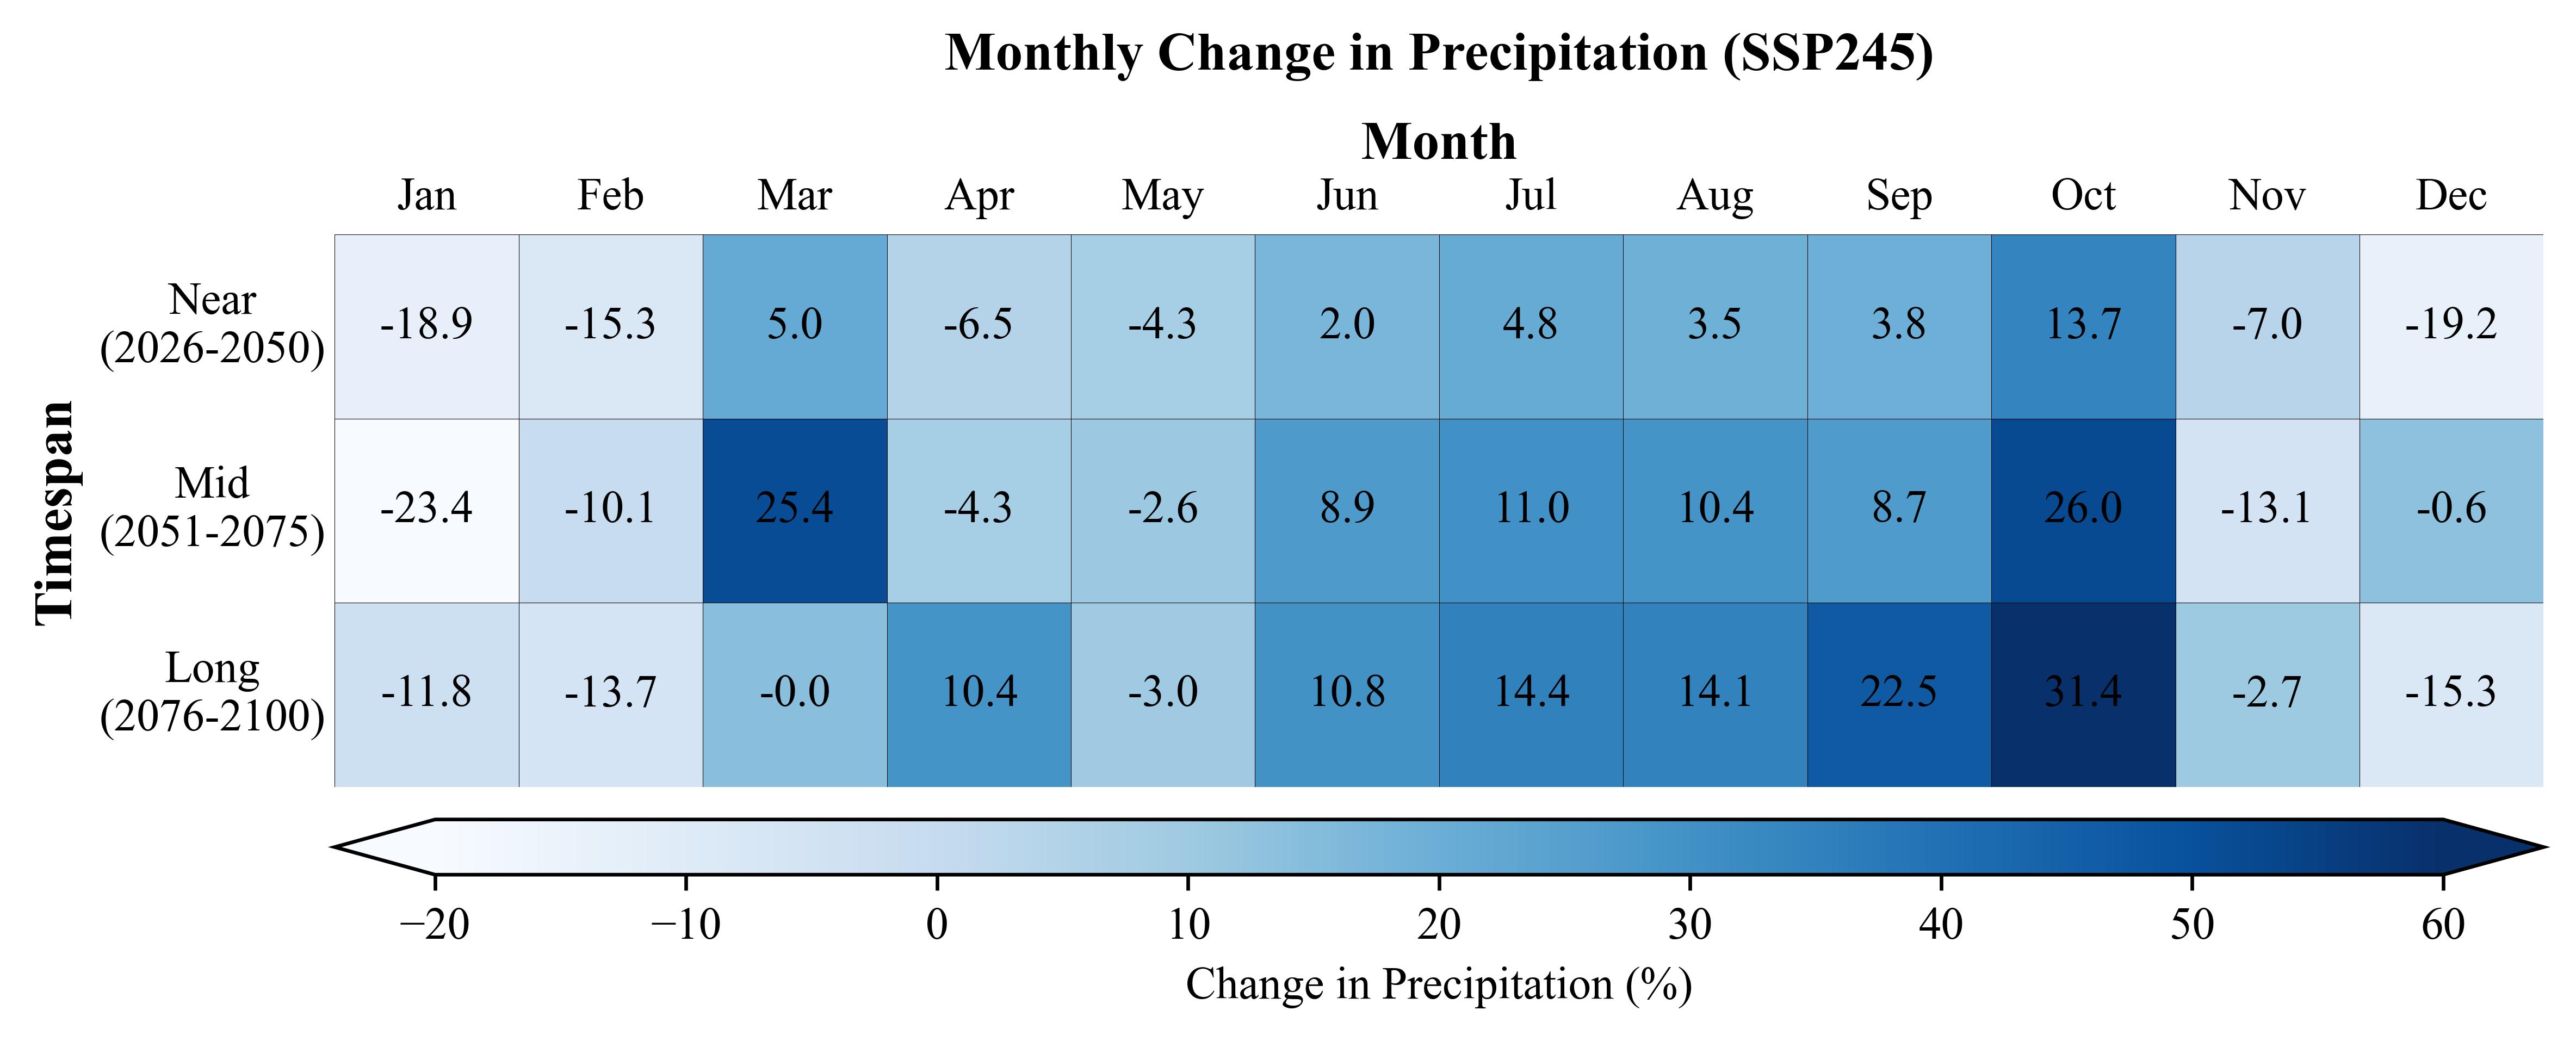 Monthly Change in Precipitation (SSP245)
Month
Jan Feb Mar Apr May Jun Jul Aug Sep Oct Nov Dec
Timespan
Near
(2026-2050)
-18.9 -15.3 5.0 -6.5 -4.3 2.0 4.8 3.5 3.8 13.7 -7.0 -19.2
Mid
(2051-2075)
-23.4 -10.1 25.4 -4.3 -2.6 8.9 11.0 10.4 8.7 26.0 -13.1 -0.6
Long
(2076-2100)
-11.8 -13.7 -0.0 10.4 -3.0 10.8 14.4 14.1 22.5 31.4 -2.7 -15.3
−20 −10 0 10 20 30 40 50 60
Change in Precipitation (%)